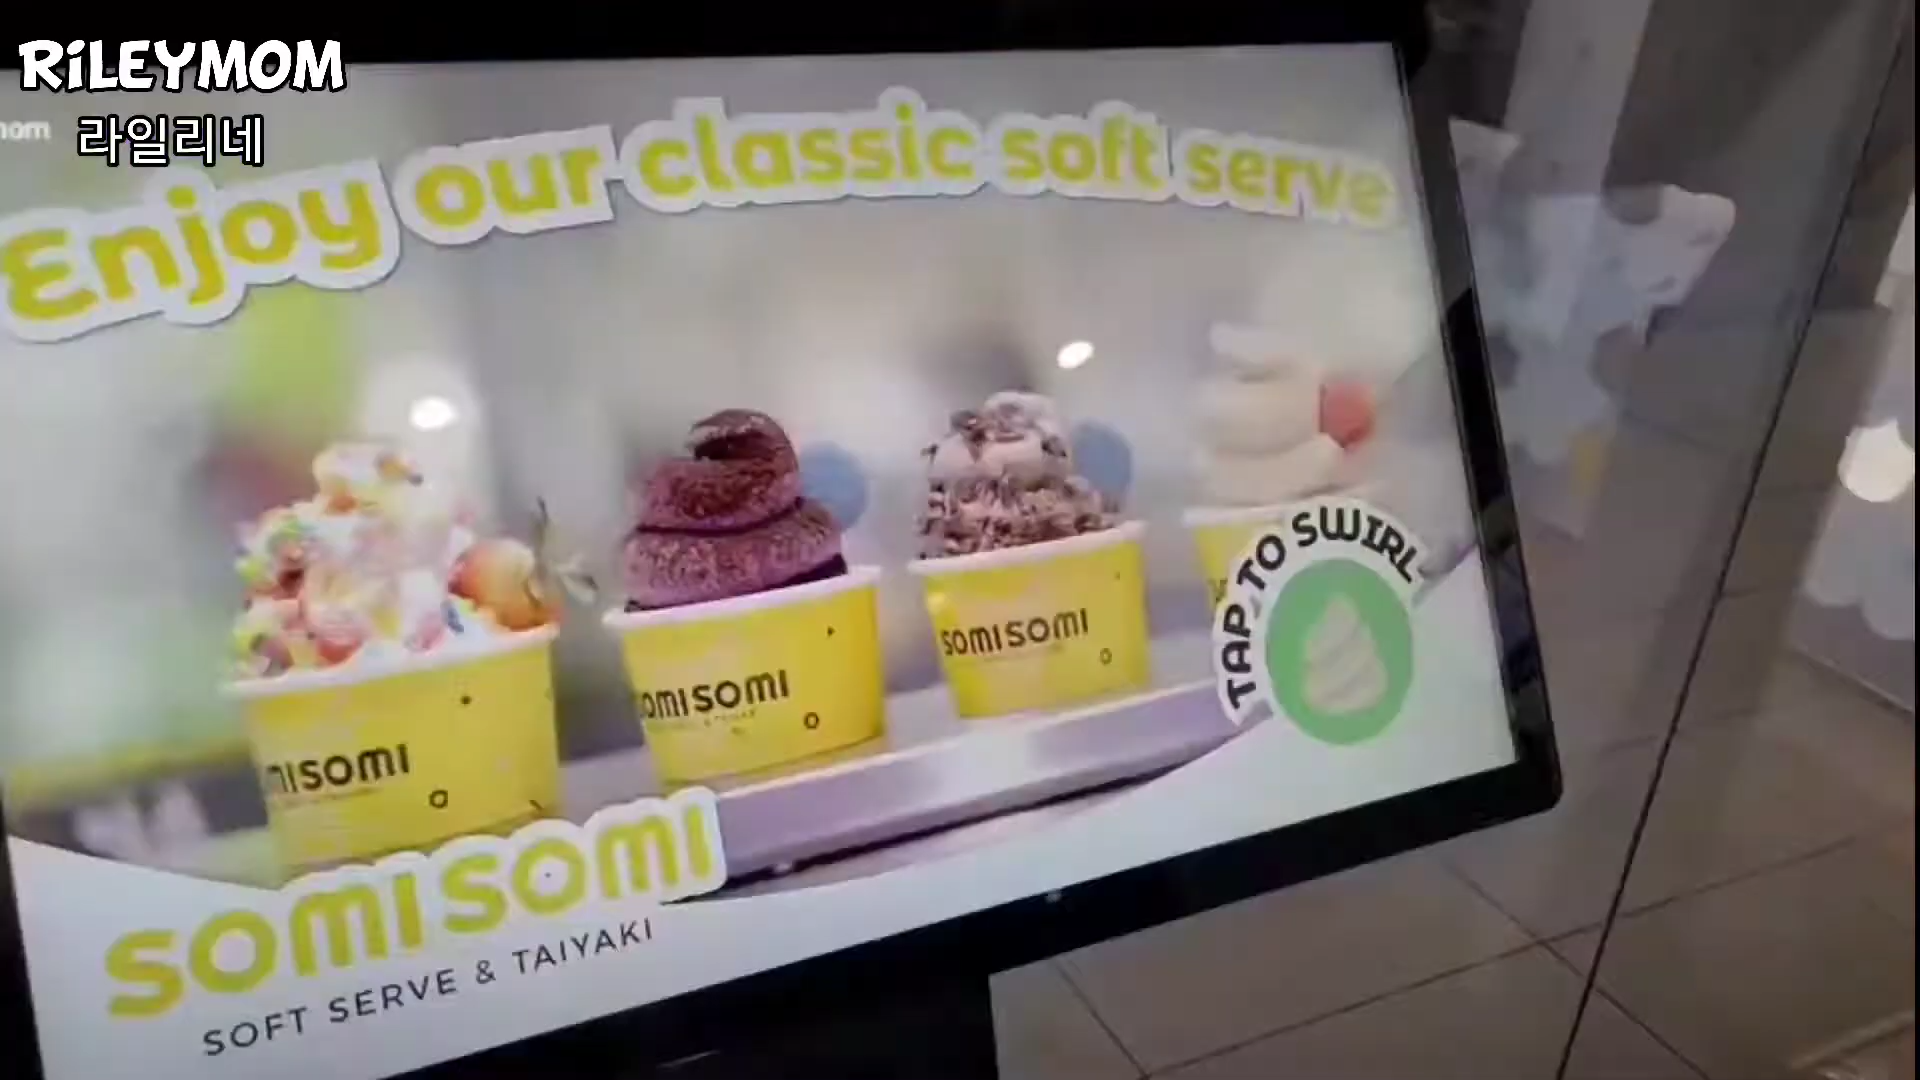 RiLEYMOM
라일리네
Enjoy our classic soft serve
SOMISOMI
SOMISOMI
TAP TO SWIRL
SOMISOMI
SOFT SERVE & TAIYAKI